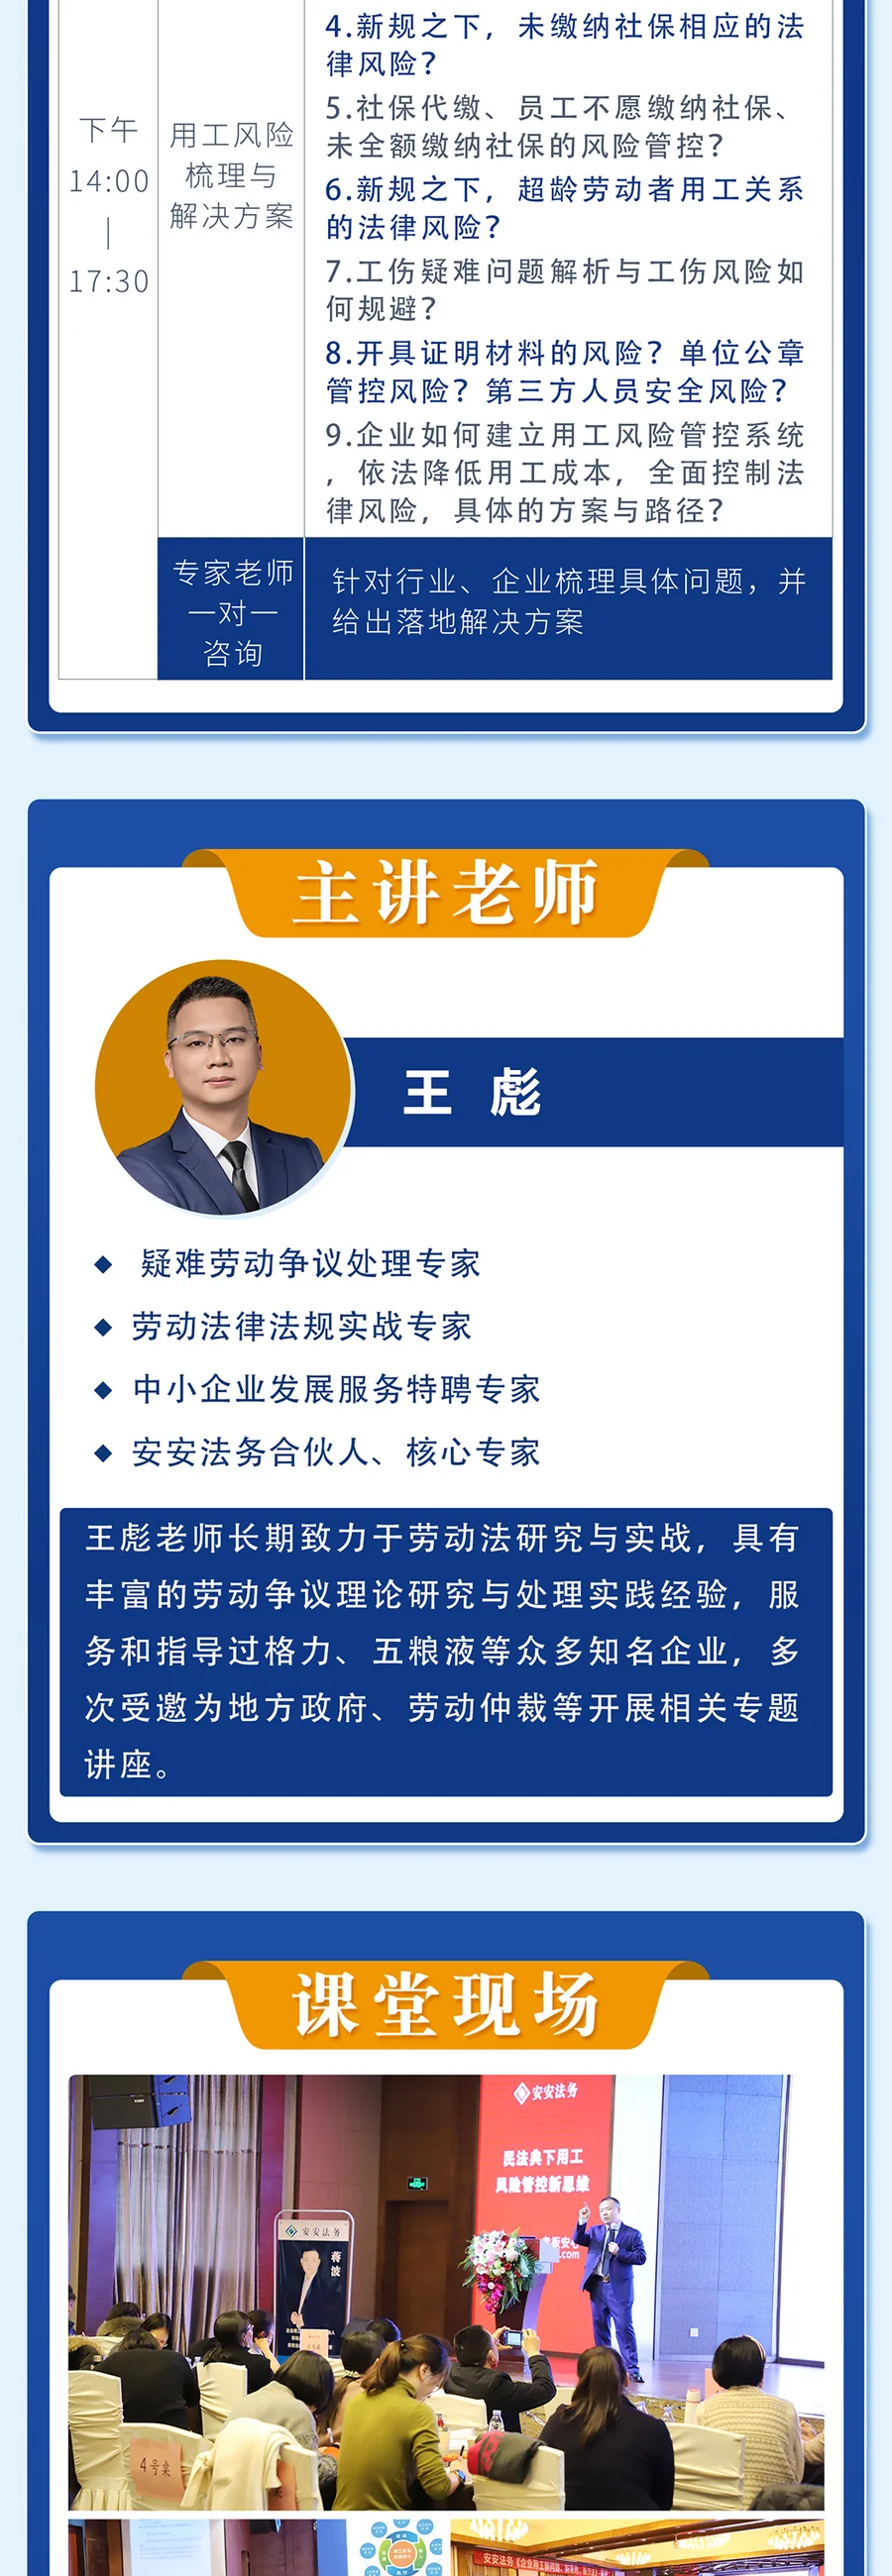 4.新规之下，未缴纳社保相应的法
律风险？
5.社保代缴、员工不愿缴纳社保、
未全额缴纳社保的风险管控？
6.新规之下，超龄劳动者用工关系
的法律风险？
7.工伤疑难问题解析与工伤风险如
何规避？
8.开具证明材料的风险？单位公章
管控风险？第三方人员安全风险？
9.企业如何建立用工风险管控系统
，依法降低用工成本，全面控制法
律风险，具体的方案与路径？
下午
14:00
|
17:30
用工风险
梳理与
解决方案
专家老师
一对一
咨询
针对行业、企业梳理具体问题，并
给出落地解决方案
主讲老师
王 彪
◆ 疑难劳动争议处理专家
◆ 劳动法律法规实战专家
◆ 中小企业发展服务特聘专家
◆ 安安法务合伙人、核心专家
王彪老师长期致力于劳动法研究与实战，具有
丰富的劳动争议理论研究与处理实践经验，服
务和指导过格力、五粮液等众多知名企业，多
次受邀为地方政府、劳动仲裁等开展相关专题
讲座。
课堂现场
安安法务
民法典下用工
风险管控新思维
老板安心
.com
安安法务
蒋波
4号桌